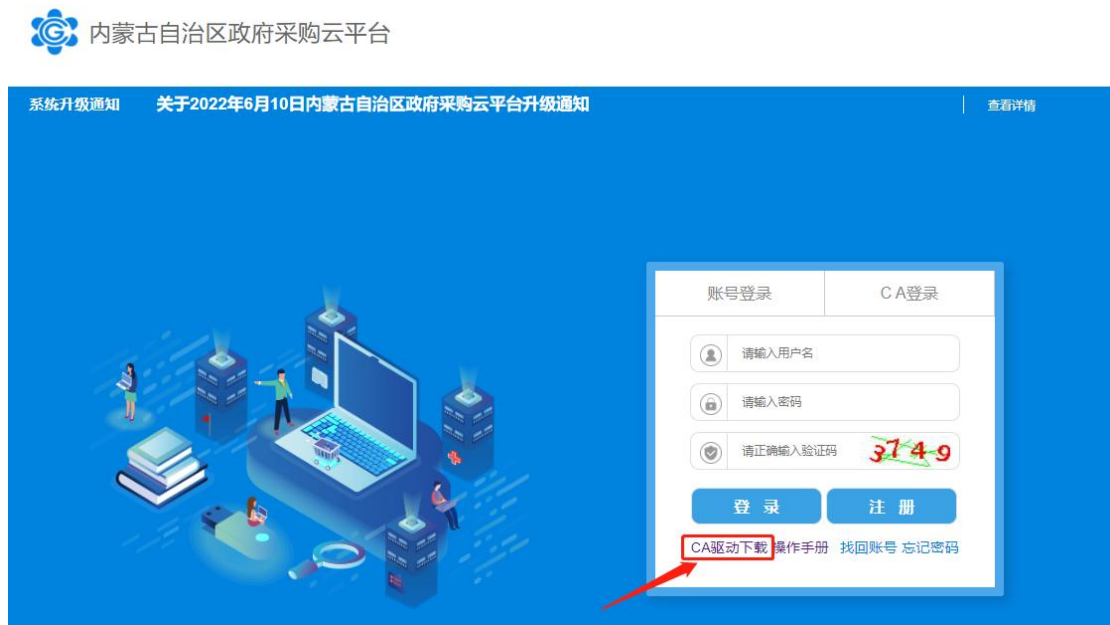 内蒙古自治区政府采购云平台
系统升级通知 关于2022年6月10日内蒙古自治区政府采购云平台升级通知 查看详情
账号登录 CA登录
请输入用户名
请输入密码
请正确输入验证码 3749
登录 注册
CA驱动下载 操作手册 找回账号 忘记密码